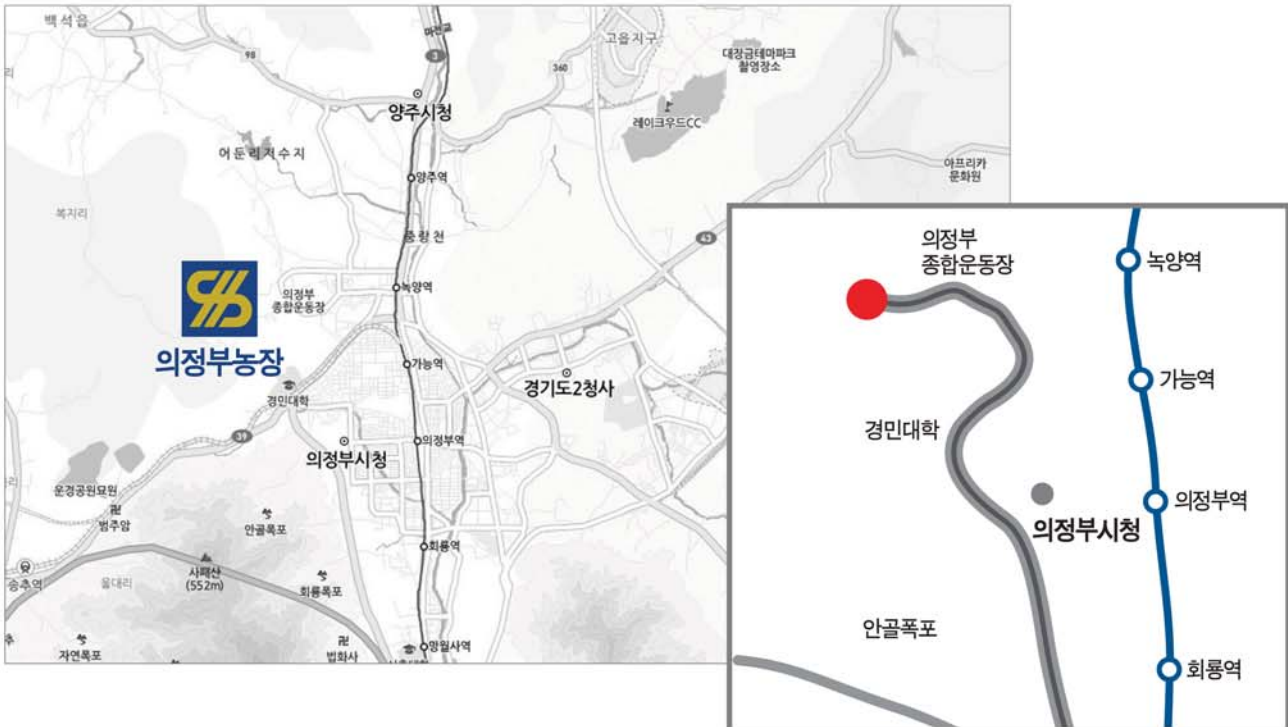 백석읍
98
마전교
3
고읍지구
360
대장금테마파크
촬영장소
양주시청
레이크우드CC
어둔리저수지
양주역
아프리카
문화원
복지리
중랑천
43
의정부
종합운동장
녹양역
의정부농장
가능역
경기도2청사
경민대학
39
의정부역
의정부시청
운경공원묘원
범주암
안골폭포
회룡역
송추역
울대리
사패산
(552m)
회룡폭포
자연폭포
법화사
망월사역
의정부
종합운동장
녹양역
가능역
경민대학
의정부역
의정부시청
안골폭포
회룡역